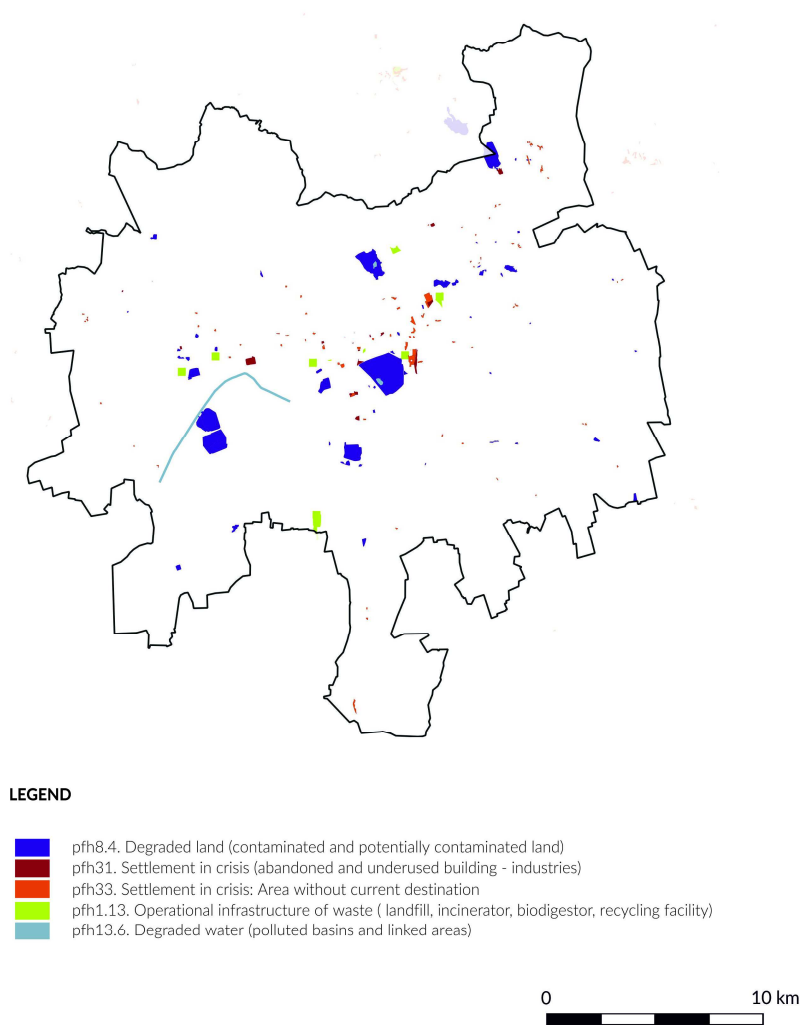 LEGEND
pfh8.4. Degraded land (contaminated and potentially contaminated land)
pfh31. Settlement in crisis (abandoned and underused building - industries)
pfh33. Settlement in crisis: Area without current destination
pfh1.13. Operational infrastructure of waste ( landfill, incinerator, biodigestor, recycling facility)
pfh13.6. Degraded water (polluted basins and linked areas)
0 10 km